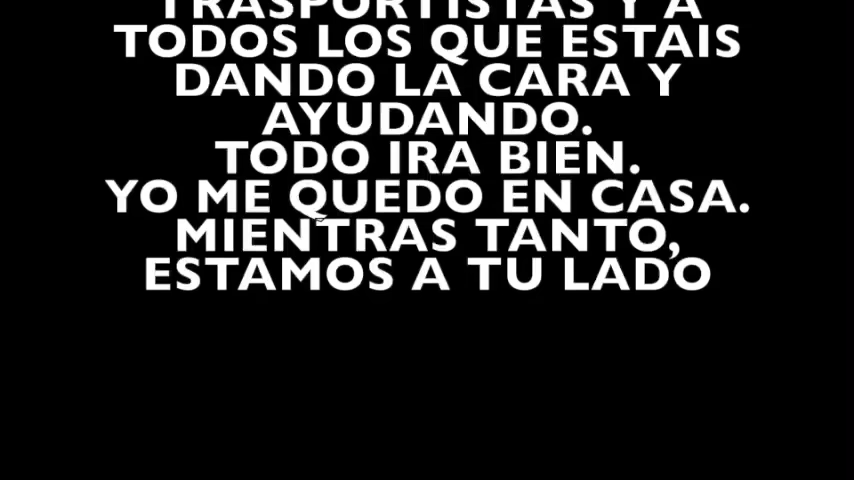 TRASPORTISTAS Y A
TODOS LOS QUE ESTAIS
DANDO LA CARA Y
AYUDANDO.
TODO IRA BIEN.
YO ME QUEDO EN CASA.
MIENTRAS TANTO,
ESTAMOS A TU LADO